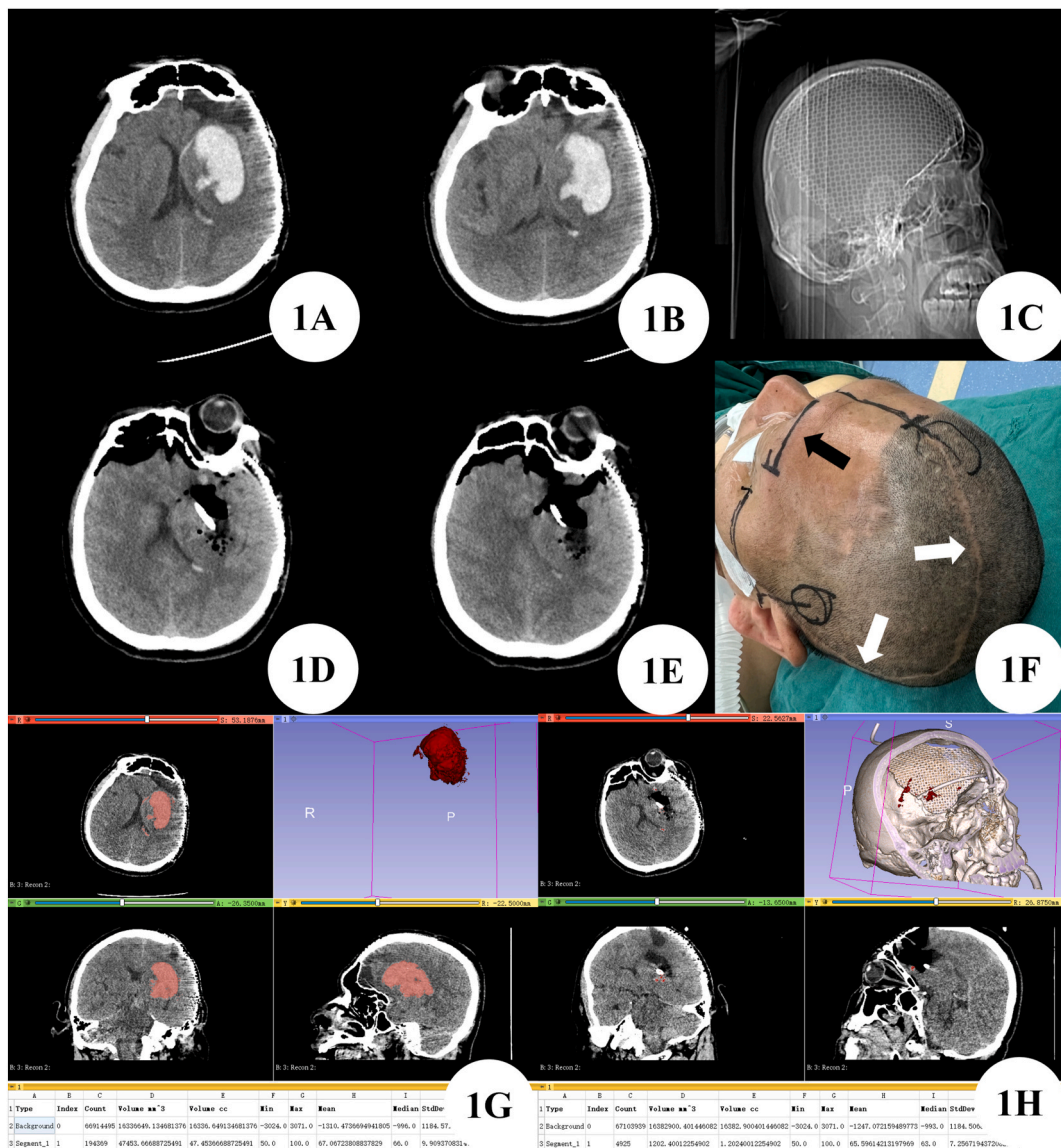 1A
1B
1C
1D
1E
1F
R S: 53.1876mm
1
R S: 22.5627mm
1
R
P
S
P
B: 3: Recon 2:
B: 3: Recon 2:
G A: -26.3500mm
Y R: -22.5000mm
G A: -13.6500mm
Y R: 26.8750mm
B: 3: Recon 2:
B: 3: Recon 2:
B: 3: Recon 2:
B: 3: Recon 2:
1G
1H
1
A B C D E F G H I
1 Type Index Count Volume mm^3 Volume cc Min Max Mean Median StdDev
2 Background 0 66914495 16336649.134681376 16336.649134681376 -3024.0 3071.0 -1310.4736694941805 -996.0 1184.57
3 Segment_1 1 194369 47453.66688725491 47.45366688725491 50.0 100.0 67.06723808837829 66.0 9.909370831
1
A B C D E F G H I
1 Type Index Count Volume mm^3 Volume cc Min Max Mean Median StdDev
2 Background 0 67103939 16382900.401446082 16382.900401446082 -3024.0 3071.0 -1247.072159489773 -993.0 1184.506
3 Segment_1 1 4925 1202.40012254902 1.20240012254902 50.0 100.0 65.59614213197969 63.0